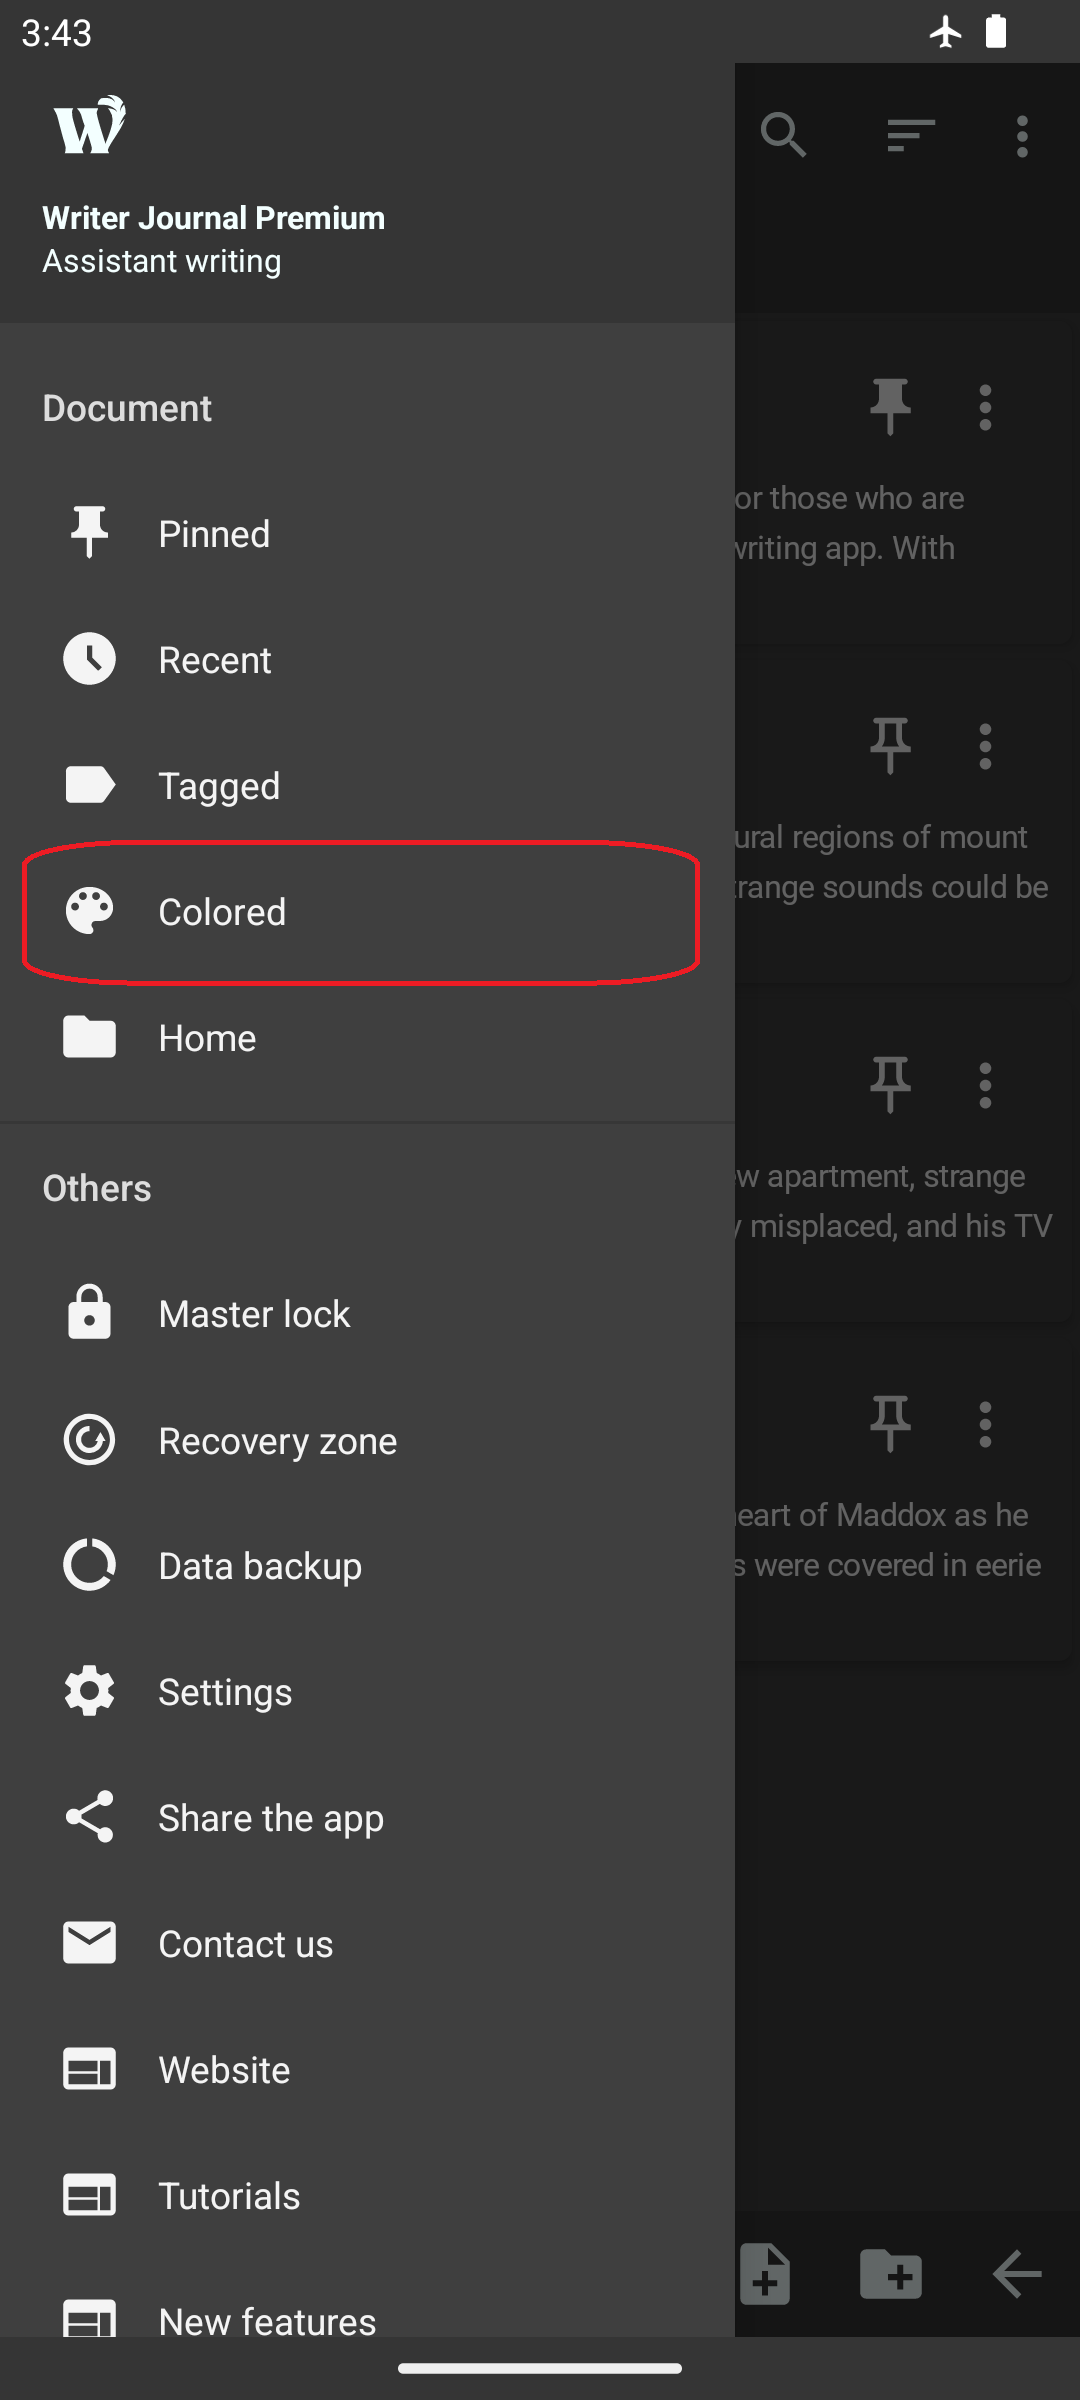 3:43
W
Writer Journal Premium
Assistant writing
Document
Pinned
Recent
Tagged
Colored
Home
Others
Master lock
Recovery zone
Data backup
Settings
Share the app
Contact us
Website
Tutorials
New features
or those who are
writing app. With
ural regions of mount
trange sounds could be
w apartment, strange
y misplaced, and his TV
eart of Maddox as he
s were covered in eerie